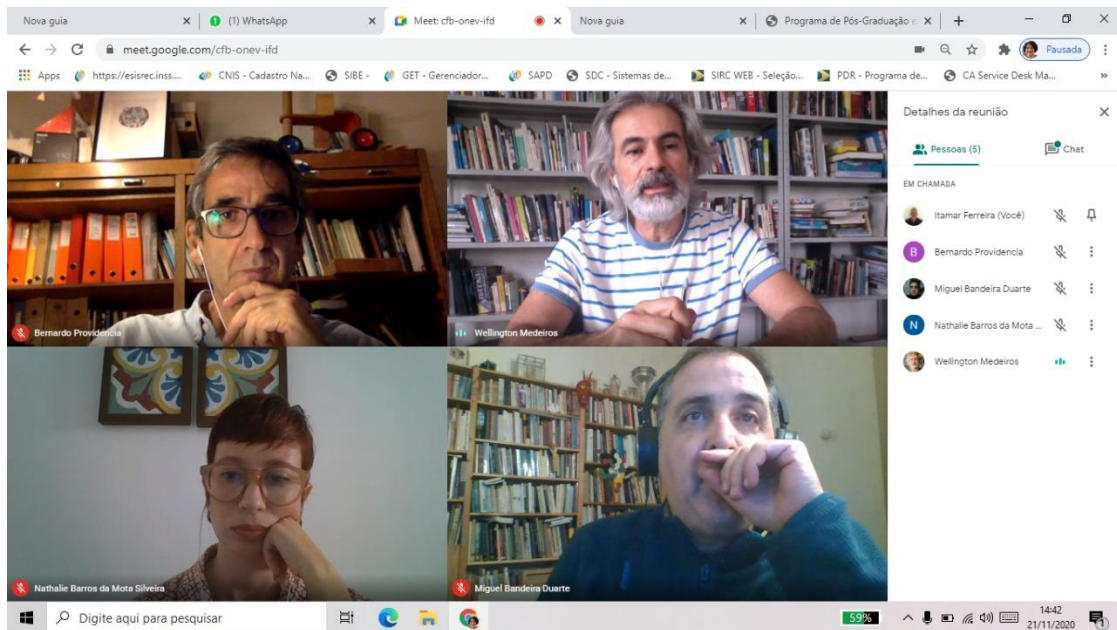 Nova guia
(1) WhatsApp
Meet: cfb-onev-ifd
Nova guia
Programa de Pós-Graduação e
meet.google.com/cfb-onev-ifd
Pausada
Apps
https://esisrec.inss....
CNIS - Cadastro Na...
SIBE -
GET - Gerenciador...
SAPD
SDC - Sistemas de...
SIRC WEB - Seleção...
PDR - Programa de...
CA Service Desk Ma...
Detalhes da reunião
Pessoas (5)
Chat
EM CHAMADA
Itamar Ferreira (Você)
B
Bernardo Providencia
Miguel Bandeira Duarte
N
Nathalie Barros da Mota ...
Wellington Medeiros
Bernardo Providencia
Wellington Medeiros
Nathalie Barros da Mota Silveira
Miguel Bandeira Duarte
Digite aqui para pesquisar
59%
14:42
21/11/2020
1